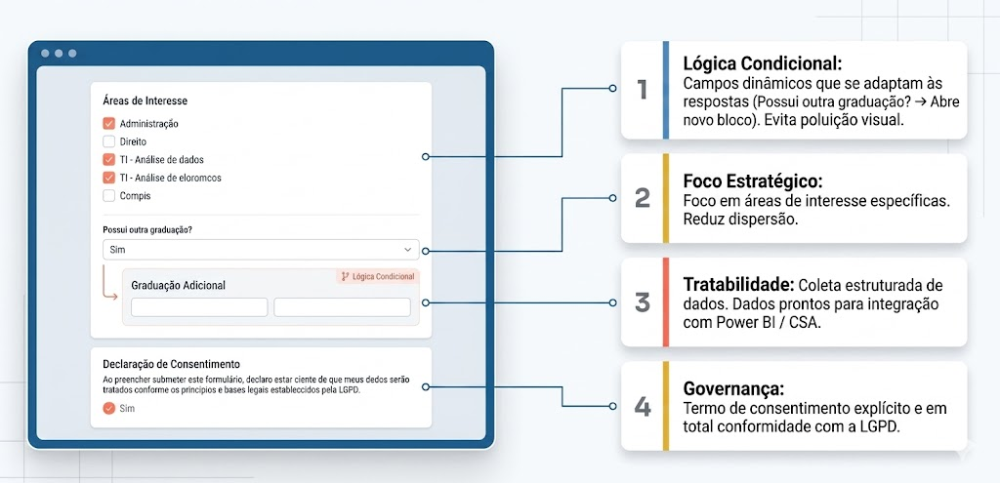 Áreas de Interesse
Administração
Direito
TI - Análise de dados
TI - Análise de eloromcos
Compis
Possui outra graduação?
Sim
Lógica Condicional
Graduação Adicional
Declaração de Consentimento
Ao preencher submeter este formulário, declaro estar ciente de que meus dedos serão
tratados conforme os principios e bases legais estableccidos pela LGPD.
Sim
1
Lógica Condicional:
Campos dinâmicos que se adaptam às
respostas (Possui outra graduação? → Abre
novo bloco). Evita poluição visual.
2
Foco Estratégico:
Foco em áreas de interesse específicas.
Reduz dispersão.
3
Tratabilidade: Coleta estruturada de
dados. Dados prontos para integração
com Power BI / CSA.
4
Governança:
Termo de consentimento explícito e em
total conformidade com a LGPD.